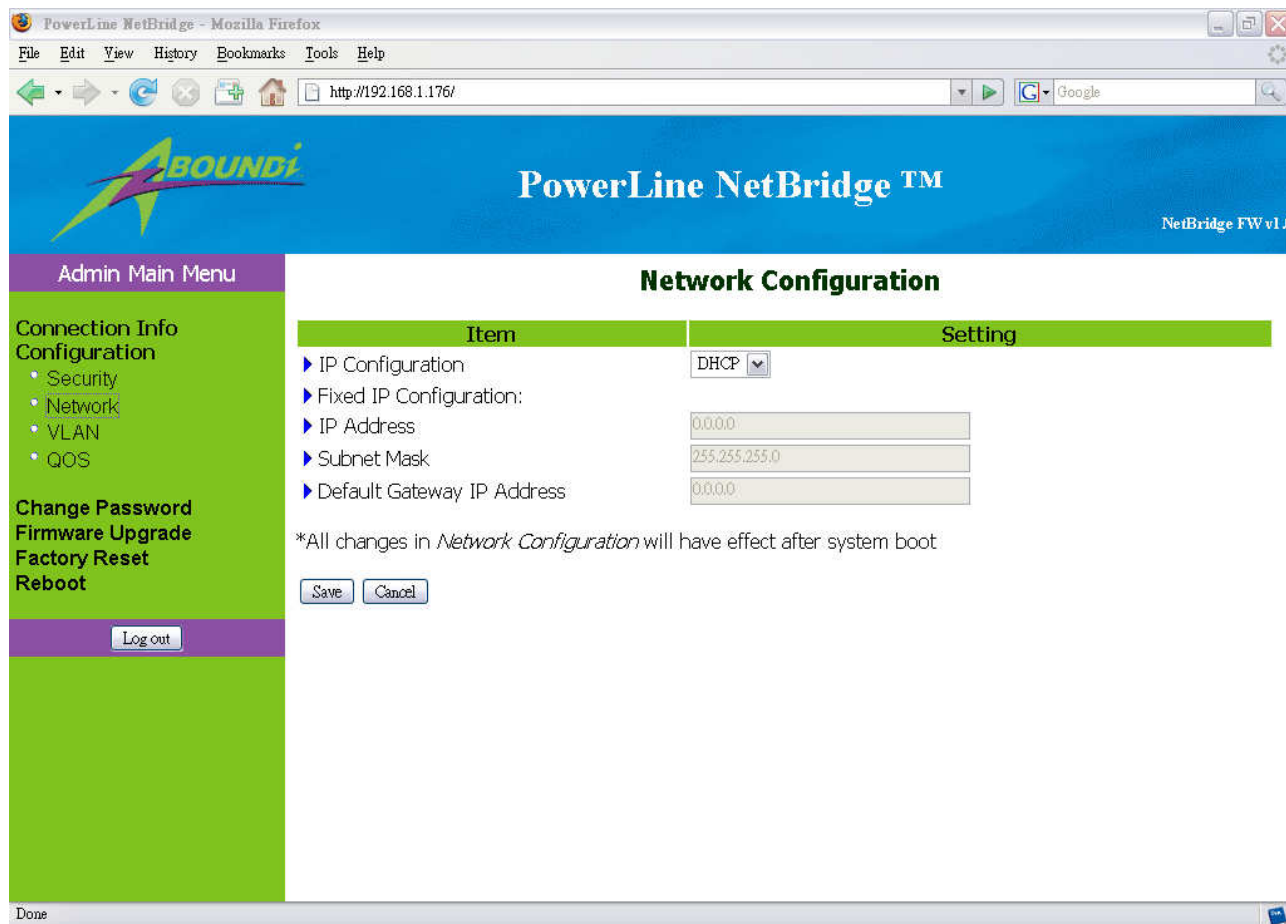 PowerLine NetBridge - Mozilla Firefox
File Edit View History Bookmarks Tools Help
http://192.168.1.176/
G Google
ABOUNDi
PowerLine NetBridge ™
NetBridge FW v1.
Admin Main Menu
Connection Info
Configuration
Security
Network
VLAN
QOS
Change Password
Firmware Upgrade
Factory Reset
Reboot
Log out
Network Configuration
Item Setting
IP Configuration DHCP
Fixed IP Configuration:
IP Address 0.0.0.0
Subnet Mask 255.255.255.0
Default Gateway IP Address 0.0.0.0
*All changes in Network Configuration will have effect after system boot
Save Cancel
Done